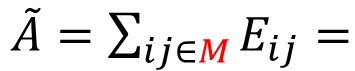 Ã = ∑_{ij∈M} E_{ij} =